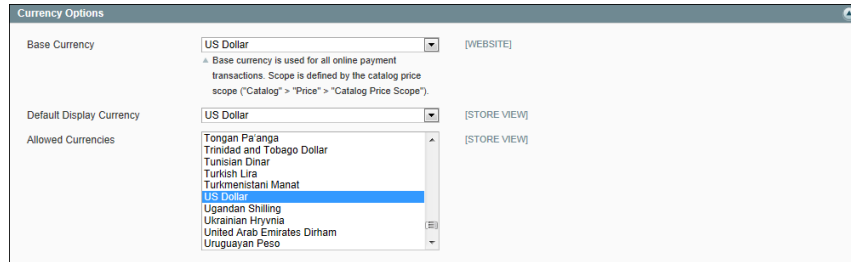 Currency Options
Base Currency US Dollar [WEBSITE]
Base currency is used for all online payment
transactions. Scope is defined by the catalog price
scope ("Catalog" > "Price" > "Catalog Price Scope").
Default Display Currency US Dollar [STORE VIEW]
Allowed Currencies [STORE VIEW]
Tongan Paʻanga
Trinidad and Tobago Dollar
Tunisian Dinar
Turkish Lira
Turkmenistani Manat
US Dollar
Ugandan Shilling
Ukrainian Hryvnia
United Arab Emirates Dirham
Uruguayan Peso